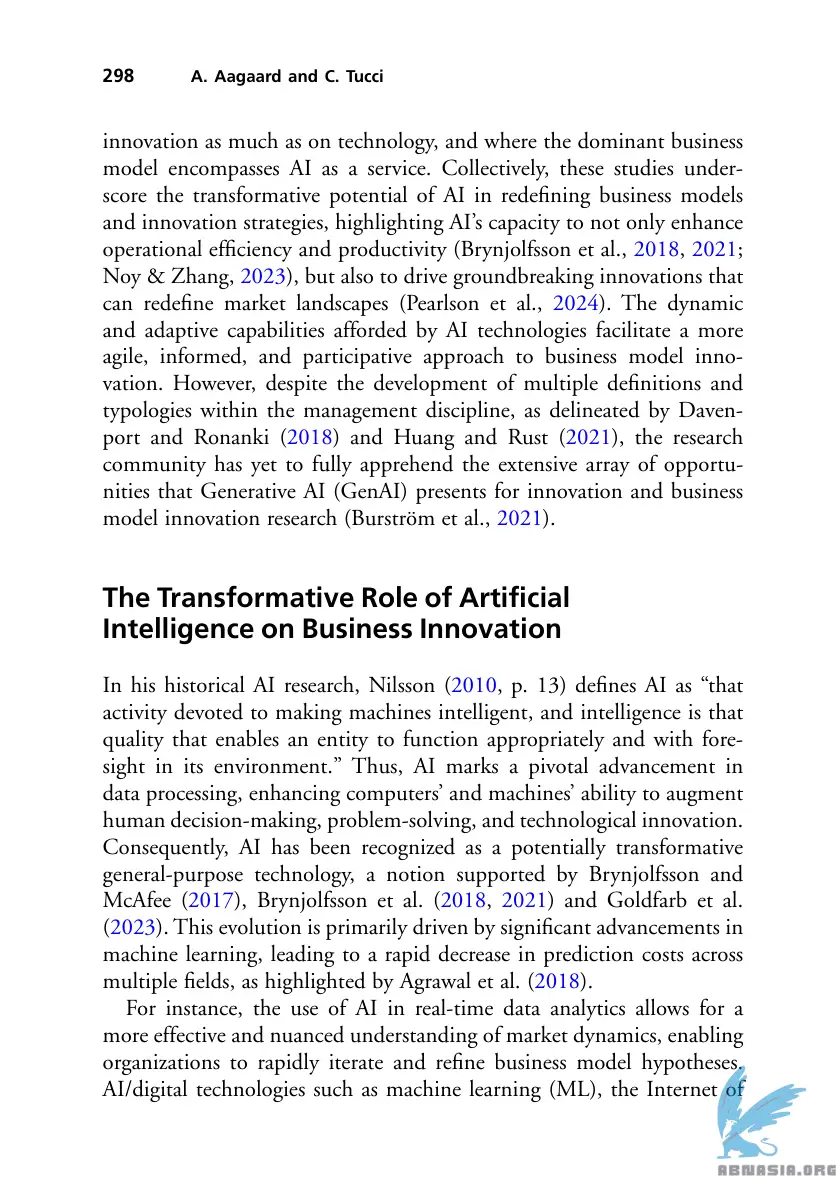 298 A. Aagaard and C. Tucci
innovation as much as on technology, and where the dominant business
model encompasses AI as a service. Collectively, these studies under-
score the transformative potential of AI in redefining business models
and innovation strategies, highlighting AI’s capacity to not only enhance
operational efficiency and productivity (Brynjolfsson et al., 2018, 2021;
Noy & Zhang, 2023), but also to drive groundbreaking innovations that
can redefine market landscapes (Pearlson et al., 2024). The dynamic
and adaptive capabilities afforded by AI technologies facilitate a more
agile, informed, and participative approach to business model inno-
vation. However, despite the development of multiple definitions and
typologies within the management discipline, as delineated by Daven-
port and Ronanki (2018) and Huang and Rust (2021), the research
community has yet to fully apprehend the extensive array of opportu-
nities that Generative AI (GenAI) presents for innovation and business
model innovation research (Burström et al., 2021).
The Transformative Role of Artificial
Intelligence on Business Innovation
In his historical AI research, Nilsson (2010, p. 13) defines AI as “that
activity devoted to making machines intelligent, and intelligence is that
quality that enables an entity to function appropriately and with fore-
sight in its environment.” Thus, AI marks a pivotal advancement in
data processing, enhancing computers’ and machines’ ability to augment
human decision-making, problem-solving, and technological innovation.
Consequently, AI has been recognized as a potentially transformative
general-purpose technology, a notion supported by Brynjolfsson and
McAfee (2017), Brynjolfsson et al. (2018, 2021) and Goldfarb et al.
(2023). This evolution is primarily driven by significant advancements in
machine learning, leading to a rapid decrease in prediction costs across
multiple fields, as highlighted by Agrawal et al. (2018).
For instance, the use of AI in real-time data analytics allows for a
more effective and nuanced understanding of market dynamics, enabling
organizations to rapidly iterate and refine business model hypotheses.
AI/digital technologies such as machine learning (ML), the Internet of
ABNASIA.ORG